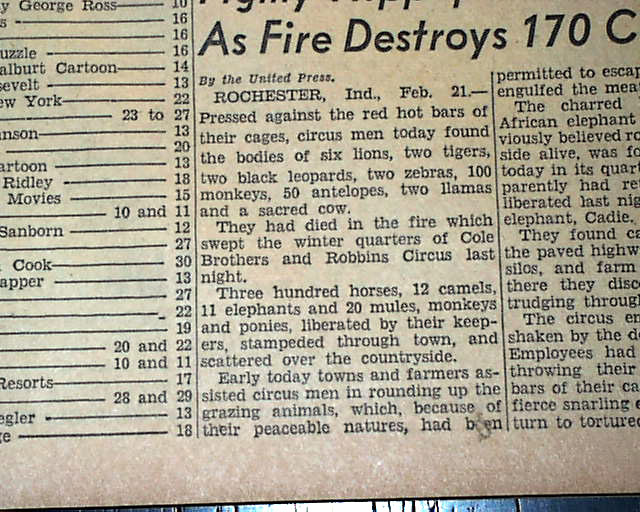 y George Ross 10
s 16
16
uzzle 16
alburt Cartoon 14
sevelt 13
ew York 22
23 to 27
nson 13
20
artoon 13
Ridley 18
Movies 15
10 and 11
Sanborn 12
27
Cook 30
apper 13
27
22
19
20 and 22
10 and 11
Resorts 17
28 and 29
egler 13
ge 18
As Fire Destroys 170 C
By the United Press.
ROCHESTER, Ind., Feb. 21.—
Pressed against the red hot bars of
their cages, circus men today found
the bodies of six lions, two tigers,
two black leopards, two zebras, 100
monkeys, 50 antelopes, two llamas
and a sacred cow.
They had died in the fire which
swept the winter quarters of Cole
Brothers and Robbins Circus last
night.
Three hundred horses, 12 camels,
11 elephants and 20 mules, monkeys
and ponies, liberated by their keep-
ers, stampeded through town, and
scattered over the countryside.
Early today towns and farmers as-
sisted circus men in rounding up the
grazing animals, which, because of
their peaceable natures, had been
permitted to escap
engulfed the mea
The charred
African elephant
viously believed ro
side alive, was fo
today in its quart
parently had re
liberated last nig
elephant, Cadie.
They found ca
the paved highw
silos, and farm
there they disc
trudging throug
The circus en
shaken by the de
Employees had
throwing their
bars of their ca
fierce snarling e
turn to tortured